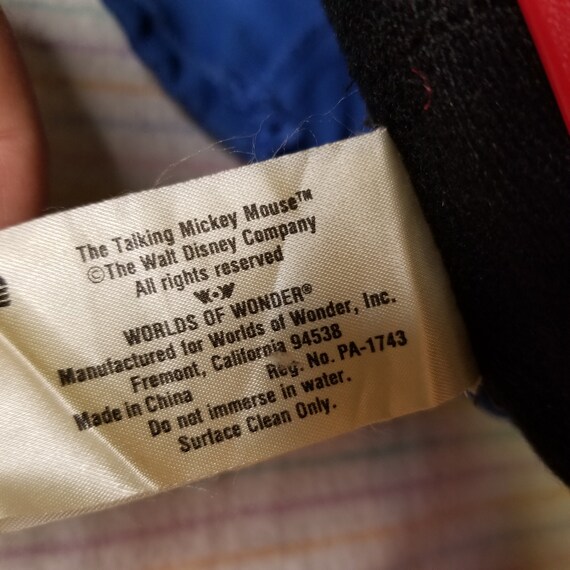 The Talking Mickey Mouse™
©The Walt Disney Company
All rights reserved
W•W
WORLDS OF WONDER®
Manufactured for Worlds of Wonder, Inc.
Fremont, California 94538
Reg. No. PA-1743
Made in China
Do not immerse in water.
Surface Clean Only.